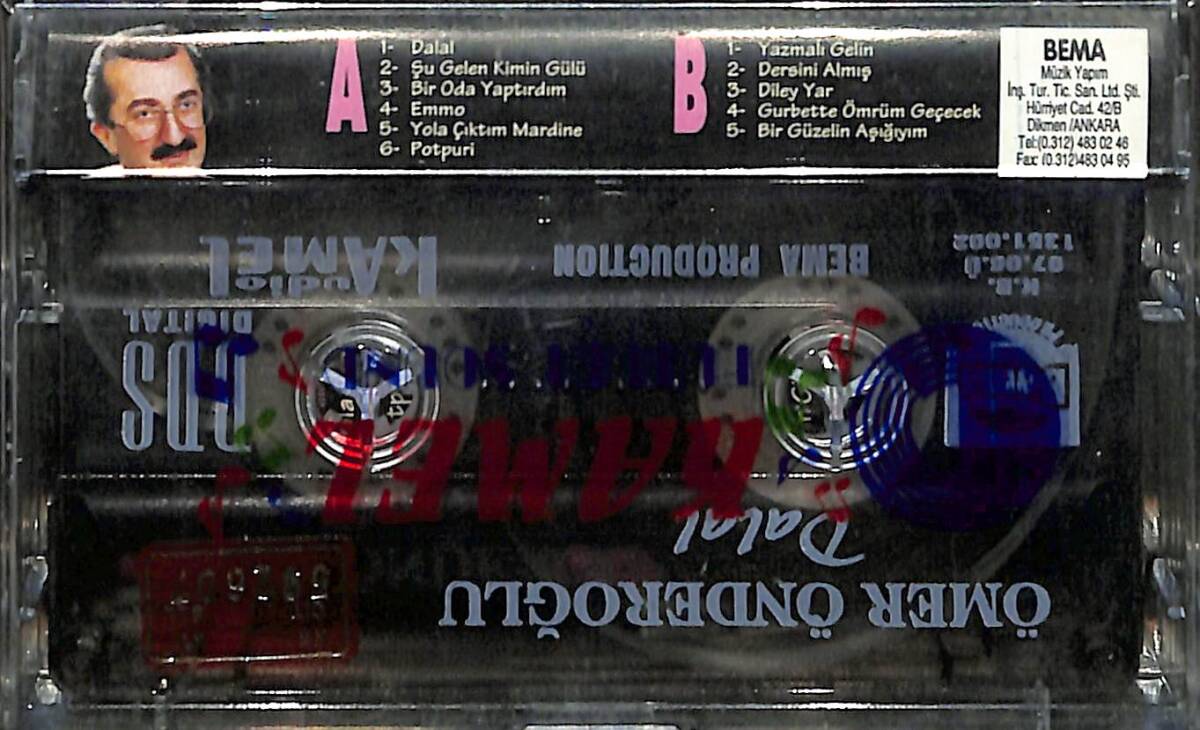 A
1- Dalal
2- Şu Gelen Kimin Gülü
3- Bir Oda Yaptırdım
4- Emmo
5- Yola Çıktım Mardine
6- Potpuri
B
1- Yazmalı Gelin
2- Dersini Almış
3- Diley Yar
4- Gurbette Ömrüm Geçecek
5- Bir Güzelin Aşığıyım
BEMA
Müzik Yapım
İnş. Tur. Tic. San. Ltd. Şti.
Hürriyet Cad. 42/B
Dikmen /ANKARA
Tel:(0.312) 483 02 46
Fax: (0.312)483 04 95
ÖMER ÖNDEROĞLU
Dalal
KAMEL
DDS
DIGITAL
BEMA PRODUCTION
KAMEL
Audio